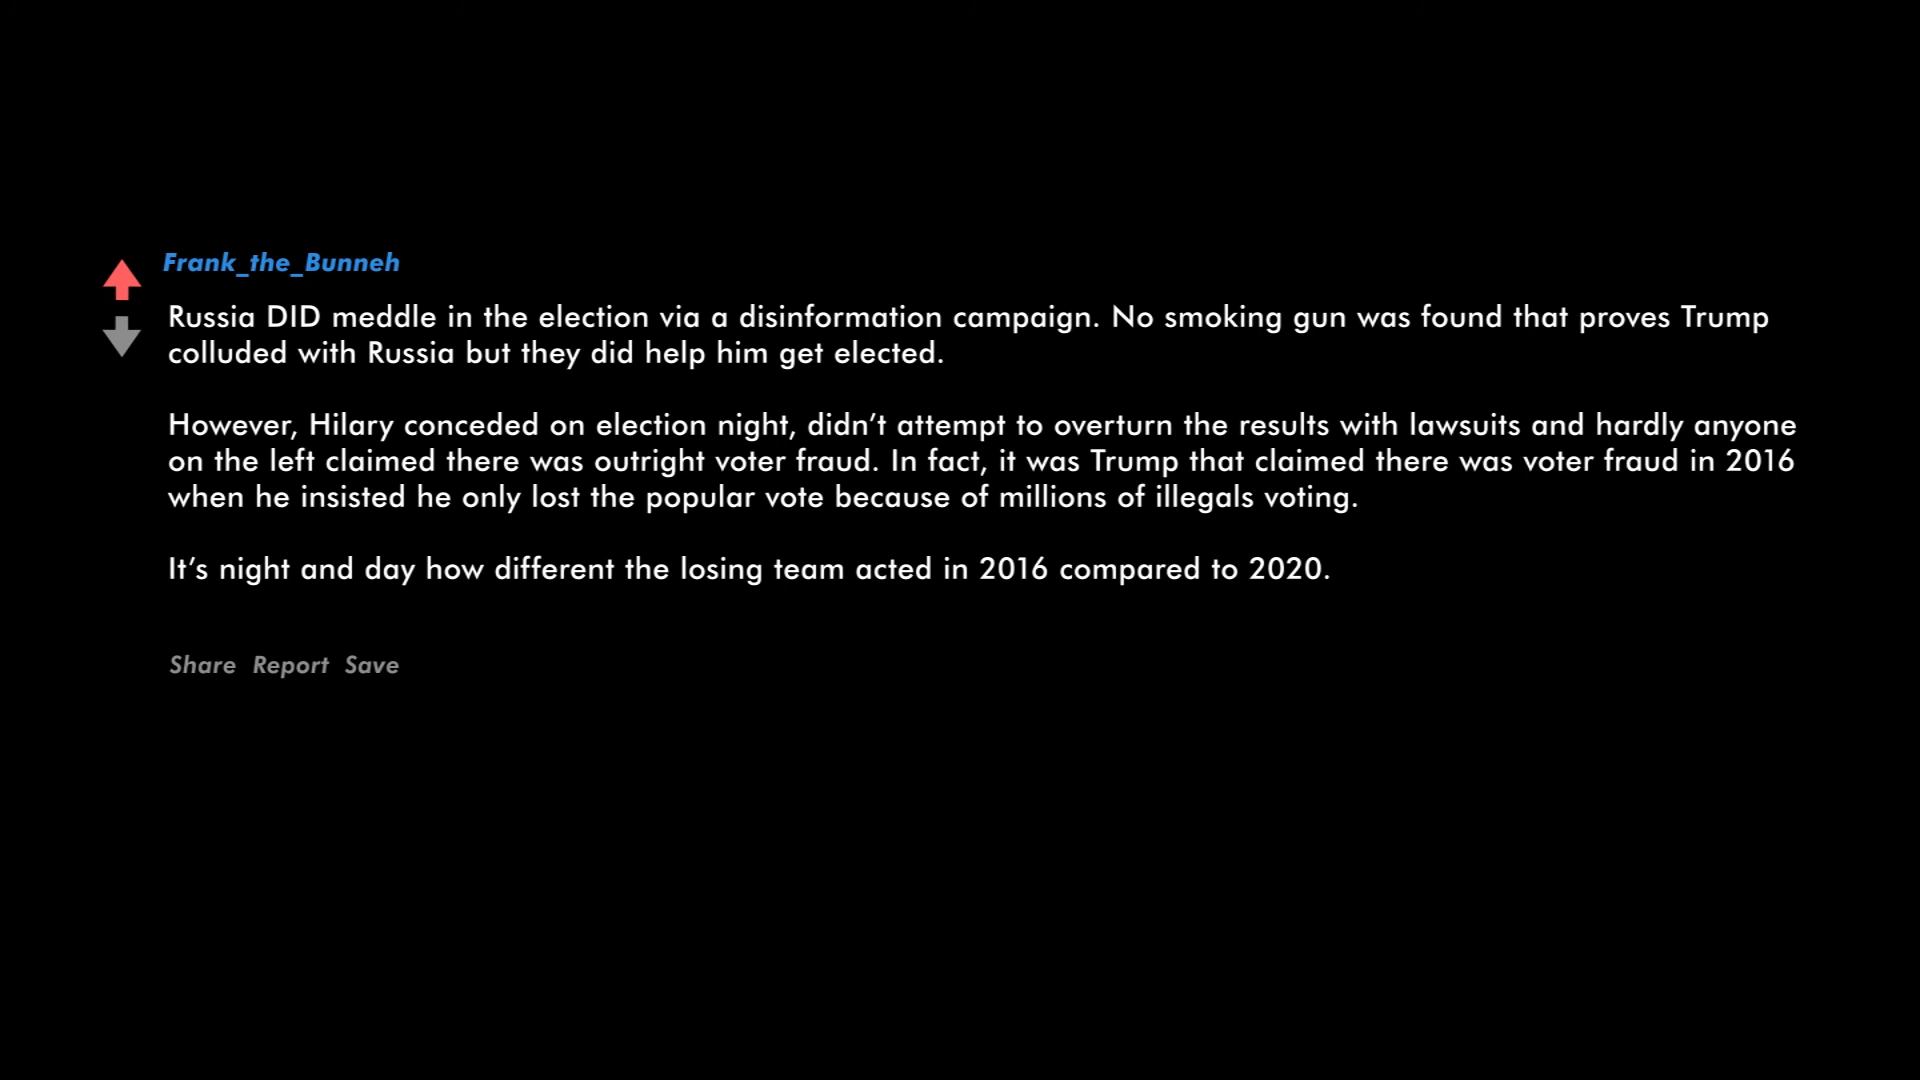 Frank_the_Bunneh
Russia DID meddle in the election via a disinformation campaign. No smoking gun was found that proves Trump
colluded with Russia but they did help him get elected.
However, Hilary conceded on election night, didn’t attempt to overturn the results with lawsuits and hardly anyone
on the left claimed there was outright voter fraud. In fact, it was Trump that claimed there was voter fraud in 2016
when he insisted he only lost the popular vote because of millions of illegals voting.
It’s night and day how different the losing team acted in 2016 compared to 2020.
Share Report Save